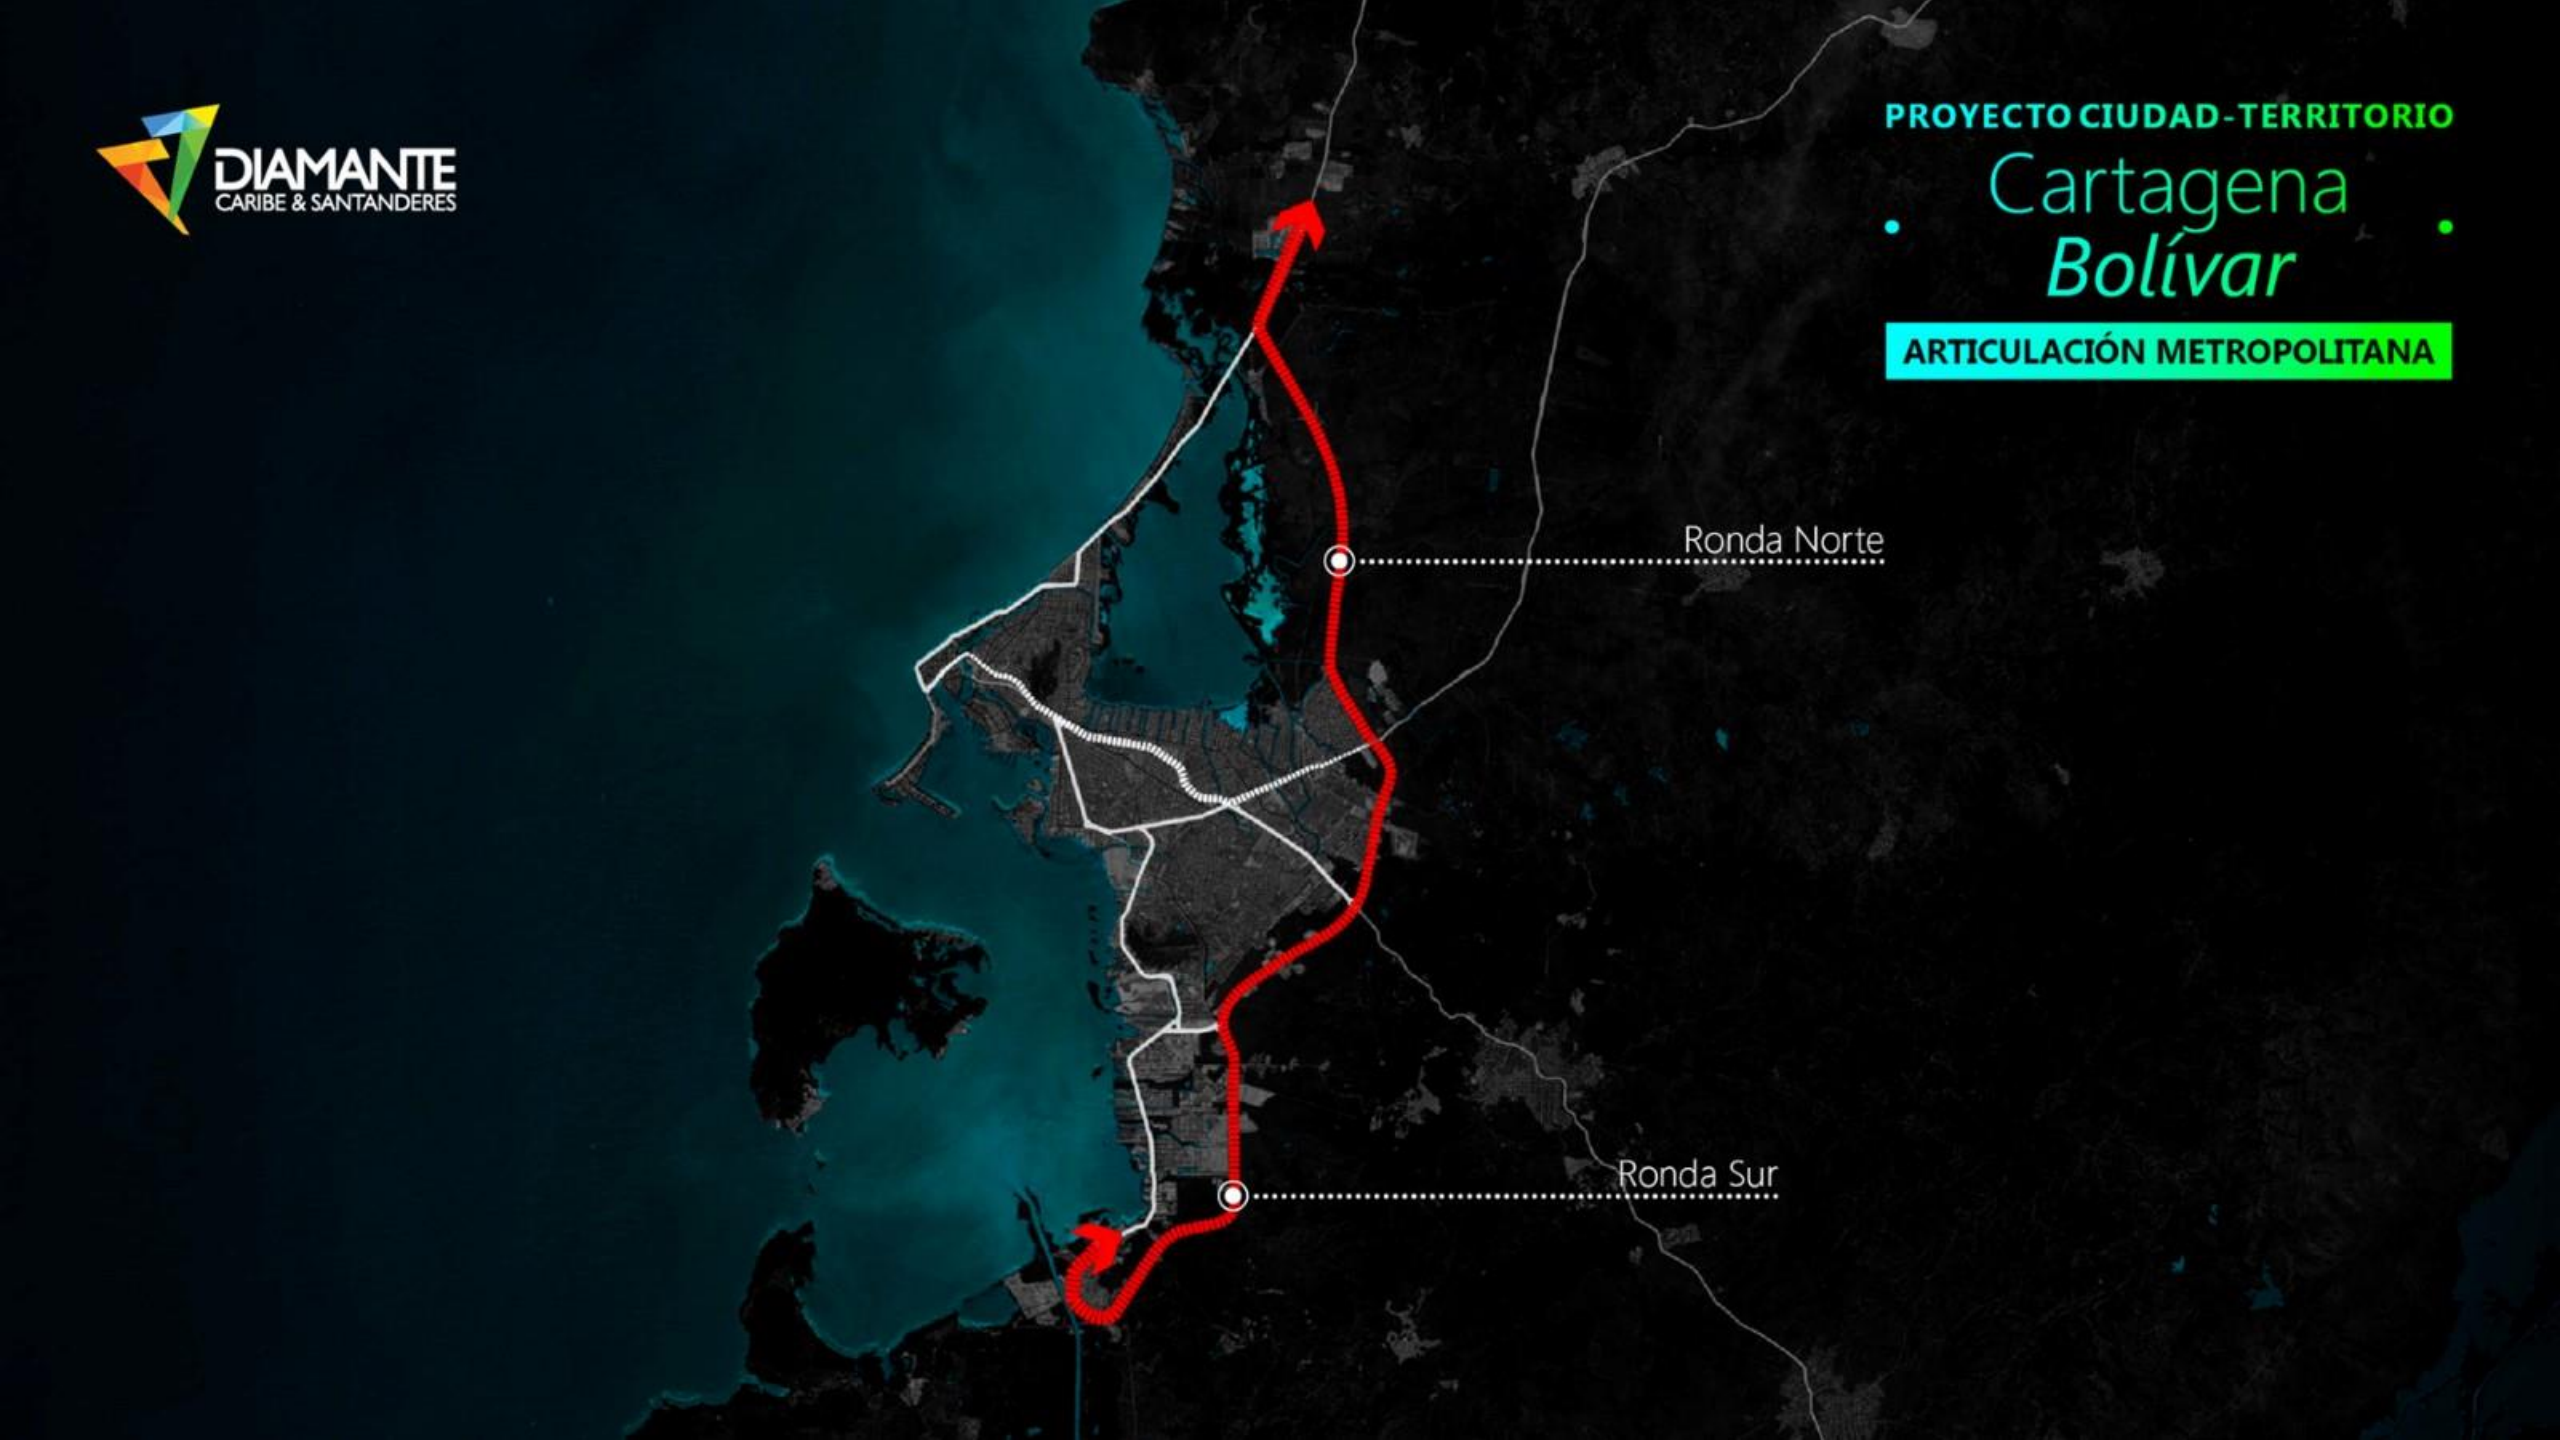 DIAMANTE
CARIBE & SANTANDERES
PROYECTO CIUDAD-TERRITORIO
Cartagena
Bolívar
ARTICULACIÓN METROPOLITANA
Ronda Norte
Ronda Sur